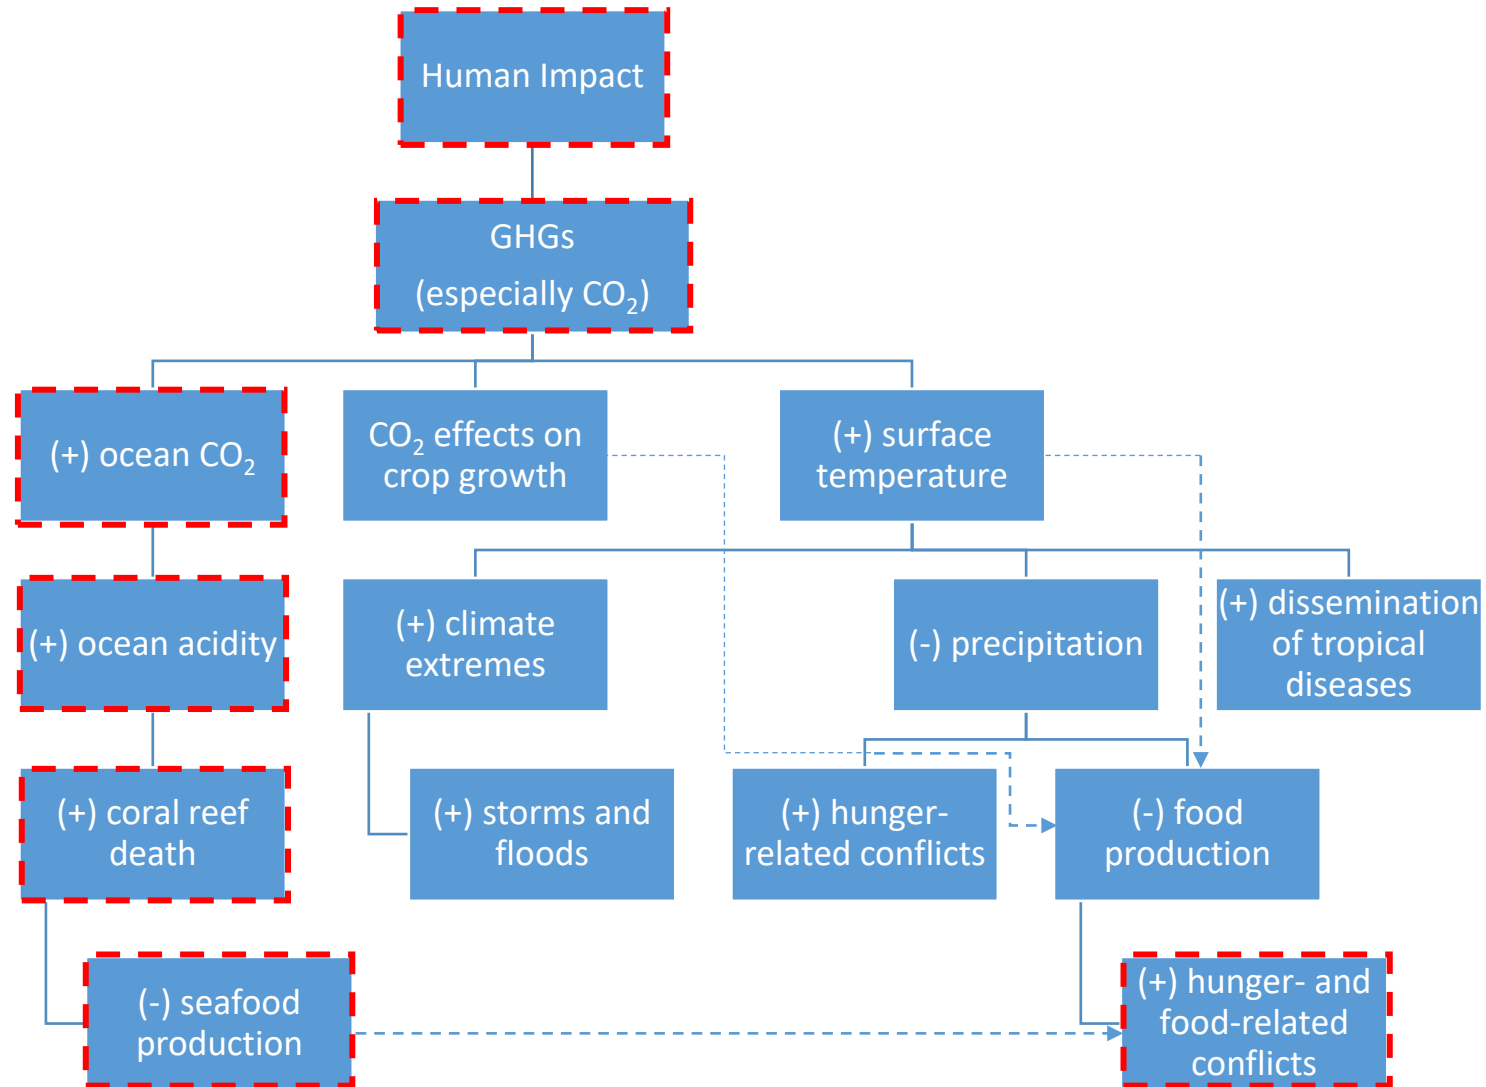 Human Impact
GHGs
(especially CO₂)
(+) ocean CO₂
CO₂ effects on
crop growth
(+) surface
temperature
(+) ocean acidity
(+) climate
extremes
(-) precipitation
(+) dissemination
of tropical
diseases
(+) coral reef
death
(+) storms and
floods
(+) hunger-
related conflicts
(-) food
production
(-) seafood
production
(+) hunger- and
food-related
conflicts